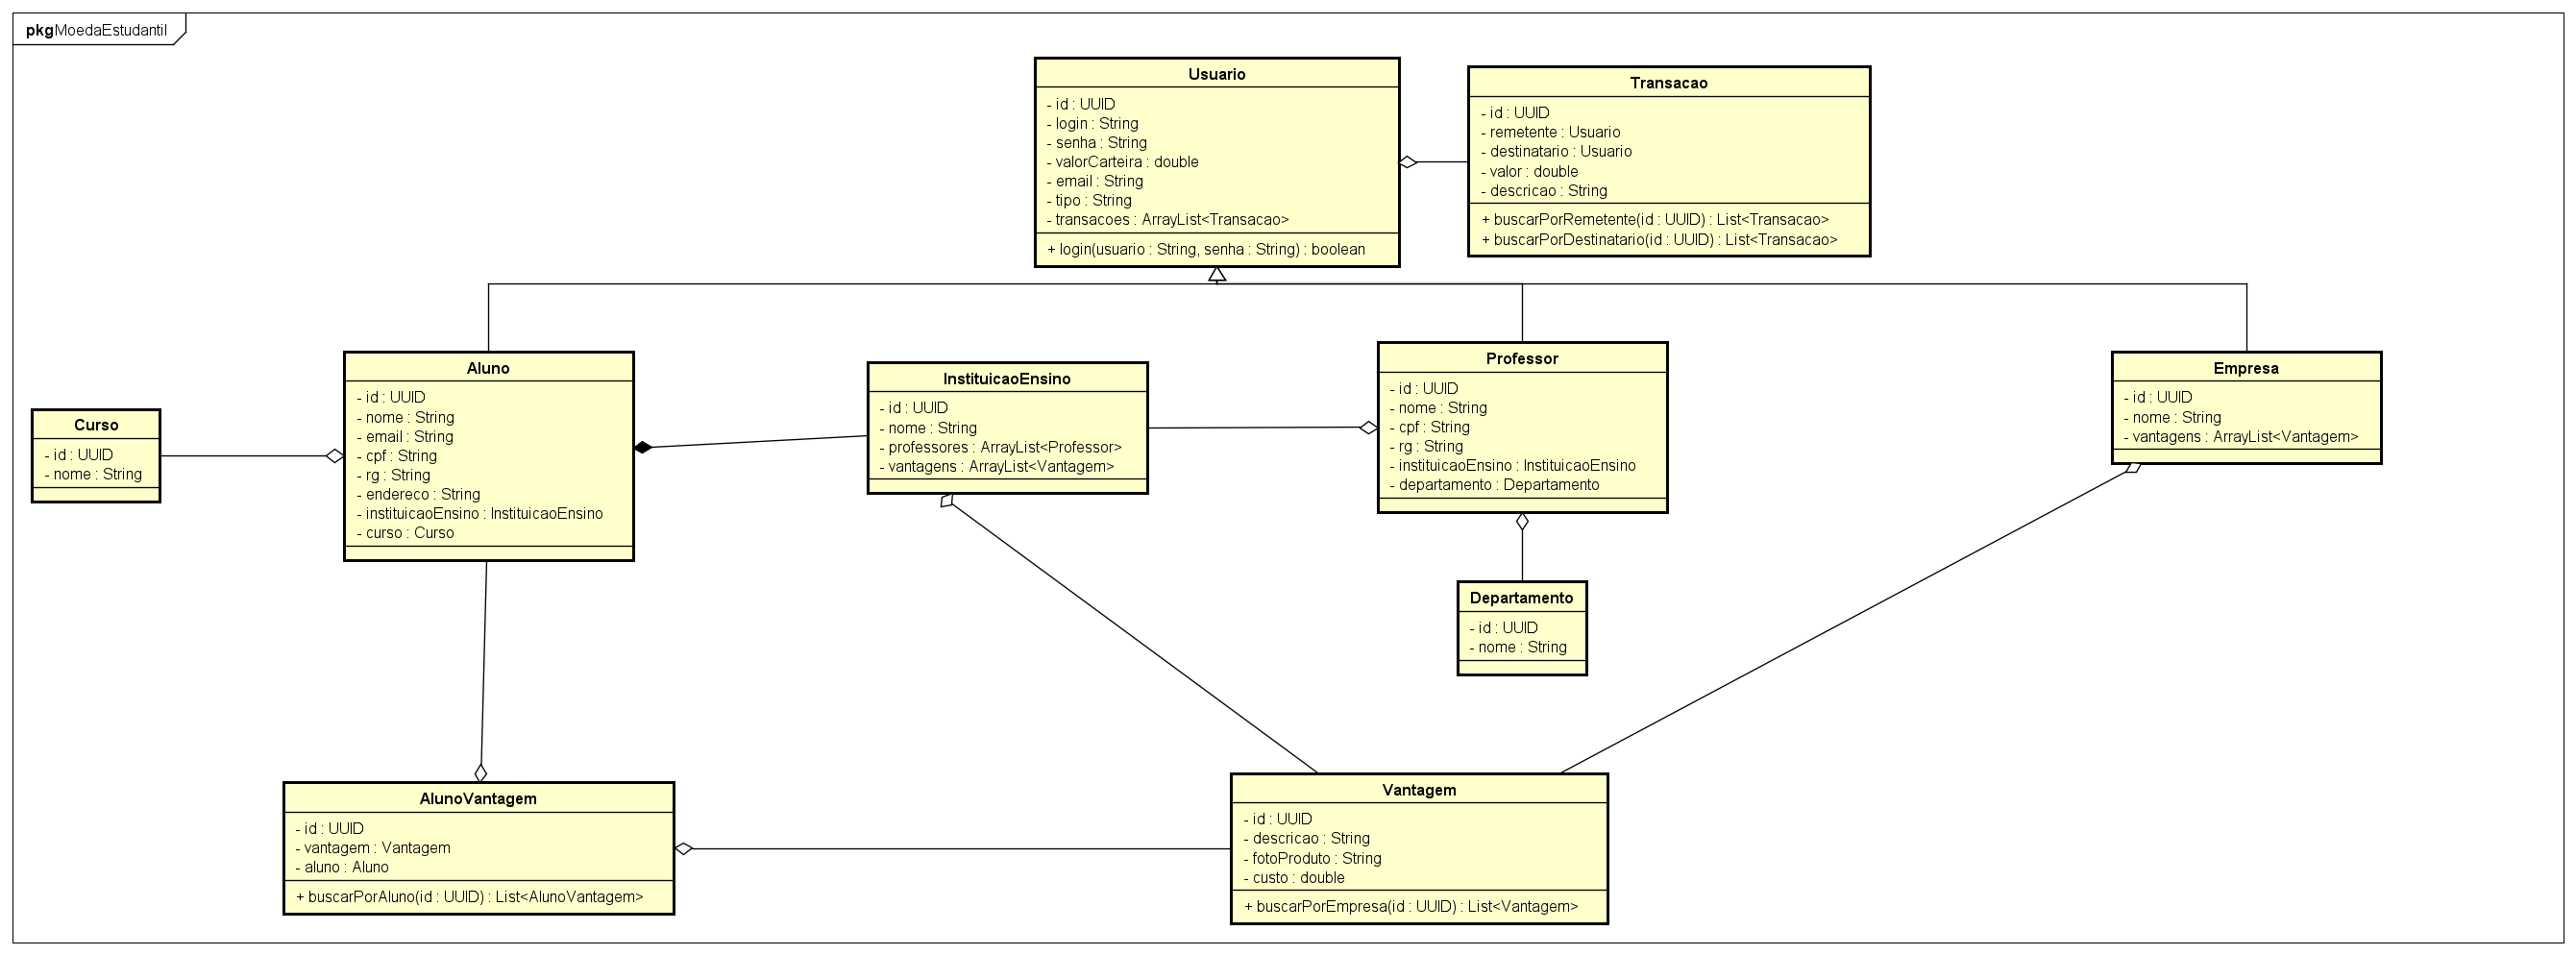 pkg MoedaEstudantil
Usuario
- id : UUID
- login : String
- senha : String
- valorCarteira : double
- email : String
- tipo : String
- transacoes : ArrayList<Transacao>
+ login(usuario : String, senha : String) : boolean
Transacao
- id : UUID
- remetente : Usuario
- destinatario : Usuario
- valor : double
- descricao : String
+ buscarPorRemetente(id : UUID) : List<Transacao>
+ buscarPorDestinatario(id : UUID) : List<Transacao>
Curso
- id : UUID
- nome : String
Aluno
- id : UUID
- nome : String
- email : String
- cpf : String
- rg : String
- endereco : String
- instituicaoEnsino : InstituicaoEnsino
- curso : Curso
InstituicaoEnsino
- id : UUID
- nome : String
- professores : ArrayList<Professor>
- vantagens : ArrayList<Vantagem>
Professor
- id : UUID
- nome : String
- cpf : String
- rg : String
- instituicaoEnsino : InstituicaoEnsino
- departamento : Departamento
Empresa
- id : UUID
- nome : String
- vantagens : ArrayList<Vantagem>
Departamento
- id : UUID
- nome : String
AlunoVantagem
- id : UUID
- vantagem : Vantagem
- aluno : Aluno
+ buscarPorAluno(id : UUID) : List<AlunoVantagem>
Vantagem
- id : UUID
- descricao : String
- fotoProduto : String
- custo : double
+ buscarPorEmpresa(id : UUID) : List<Vantagem>